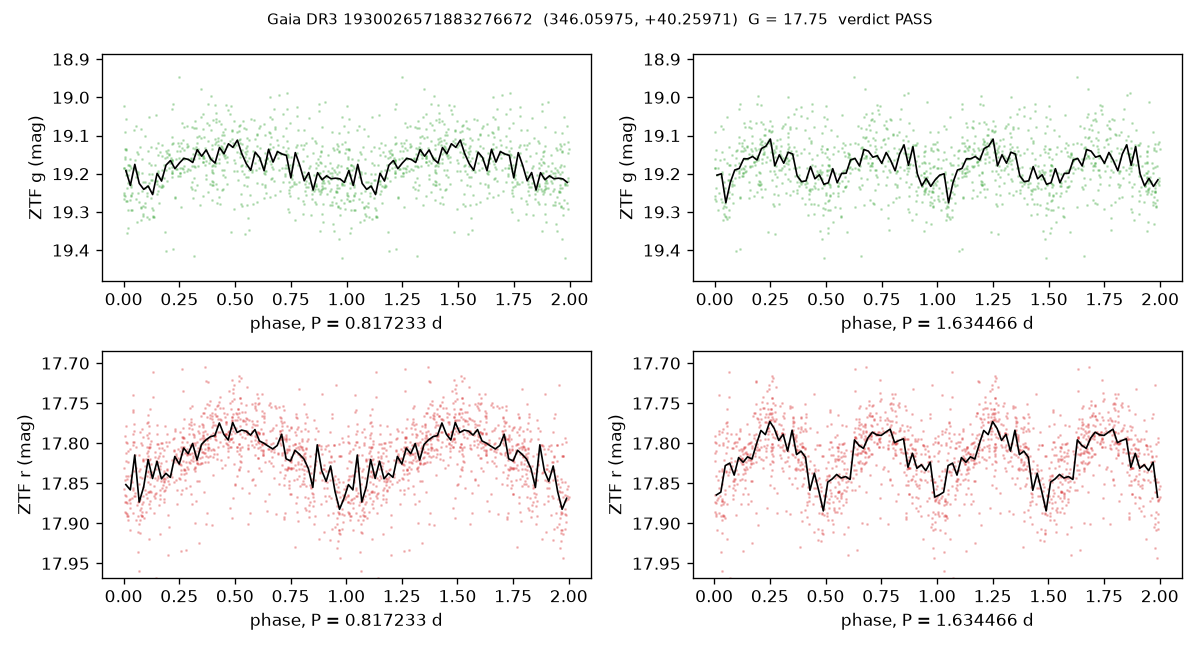 Gaia DR3 1930026571883276672 (346.05975, +40.25971) G = 17.75 verdict PASS
ZTF g (mag)
18.9
19.0
19.1
19.2
19.3
19.4
0.00 0.25 0.50 0.75 1.00 1.25 1.50 1.75 2.00
phase, P = 0.817233 d
ZTF g (mag)
18.9
19.0
19.1
19.2
19.3
19.4
0.00 0.25 0.50 0.75 1.00 1.25 1.50 1.75 2.00
phase, P = 1.634466 d
ZTF r (mag)
17.70
17.75
17.80
17.85
17.90
17.95
0.00 0.25 0.50 0.75 1.00 1.25 1.50 1.75 2.00
phase, P = 0.817233 d
ZTF r (mag)
17.70
17.75
17.80
17.85
17.90
17.95
0.00 0.25 0.50 0.75 1.00 1.25 1.50 1.75 2.00
phase, P = 1.634466 d